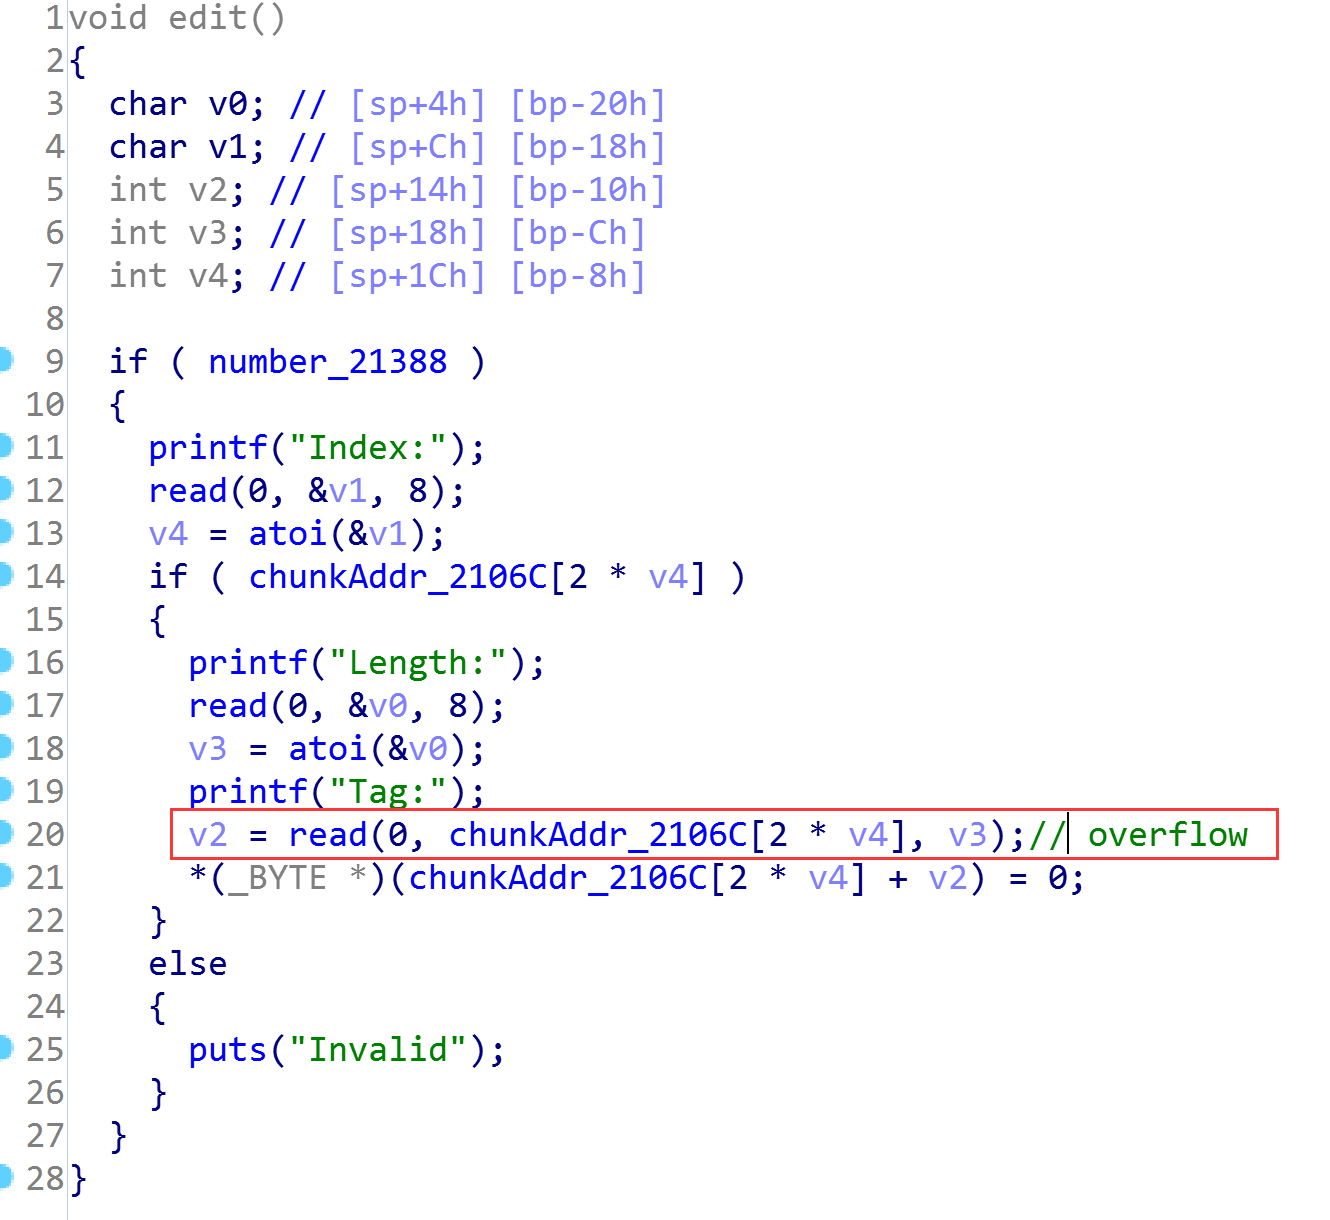 1 void edit()
2 {
3   char v0; // [sp+4h] [bp-20h]
4   char v1; // [sp+Ch] [bp-18h]
5   int v2; // [sp+14h] [bp-10h]
6   int v3; // [sp+18h] [bp-Ch]
7   int v4; // [sp+1Ch] [bp-8h]
8
9   if ( number_21388 )
10   {
11     printf("Index:");
12     read(0, &v1, 8);
13     v4 = atoi(&v1);
14     if ( chunkAddr_2106C[2 * v4] )
15     {
16       printf("Length:");
17       read(0, &v0, 8);
18       v3 = atoi(&v0);
19       printf("Tag:");
20       v2 = read(0, chunkAddr_2106C[2 * v4], v3);// overflow
21       *(_BYTE *)(chunkAddr_2106C[2 * v4] + v2) = 0;
22     }
23     else
24     {
25       puts("Invalid");
26     }
27   }
28 }